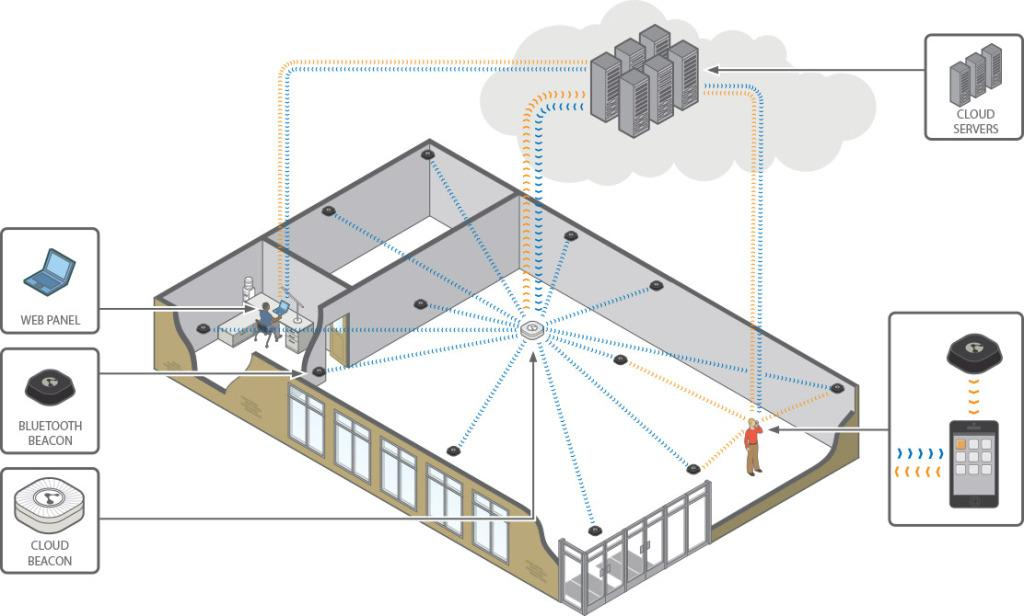 CLOUD
SERVERS
WEB PANEL
BLUETOOTH
BEACON
CLOUD
BEACON